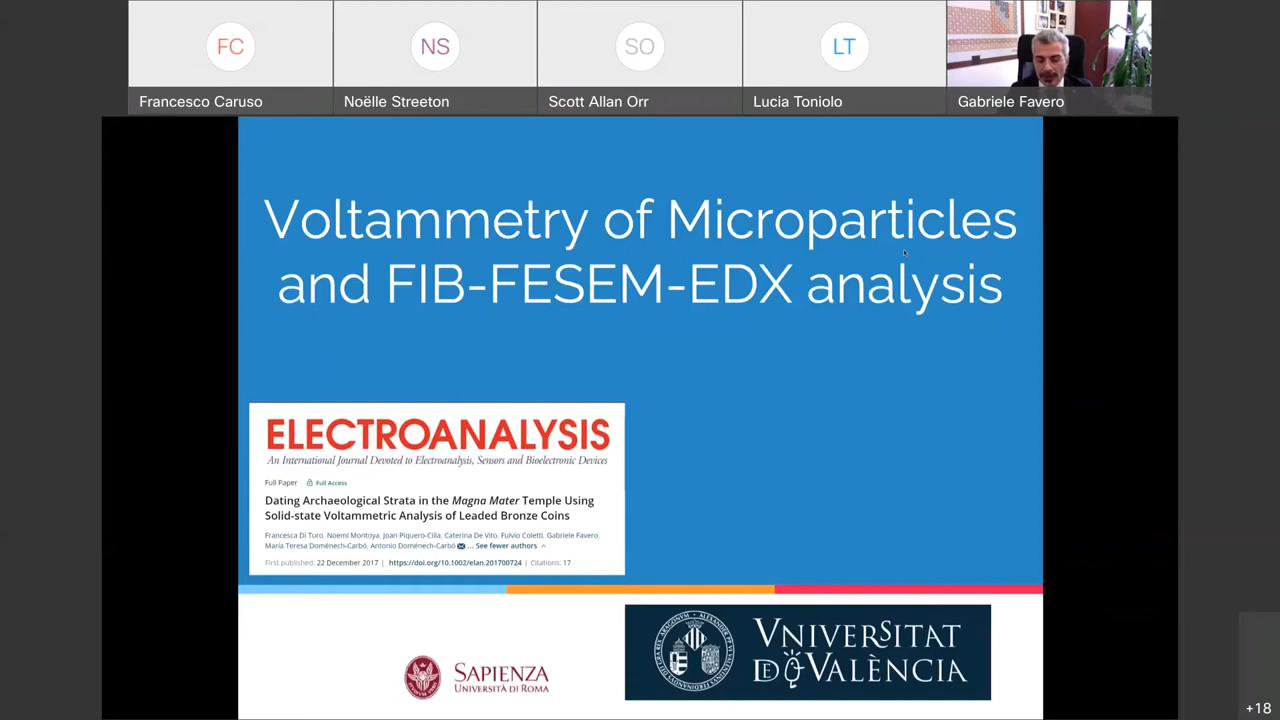 FC
NS
SO
LT
Francesco Caruso
Noëlle Streeton
Scott Allan Orr
Lucia Toniolo
Gabriele Favero
Voltammetry of Microparticles
and FIB-FESEM-EDX analysis
ELECTROANALYSIS
An International Journal Devoted to Electroanalysis, Sensors and Bioelectronic Devices
Full Paper | Full Access
Dating Archaeological Strata in the Magna Mater Temple Using
Solid-state Voltammetric Analysis of Leaded Bronze Coins
Francesca Di Turo, Noemí Montoya, Joan Piquero-Cilla, Caterina De Vito, Fulvio Coletti, Gabriele Favero,
María Teresa Doménech-Carbó, Antonio Doménech-Carbó ... See fewer authors
First published: 22 December 2017 | https://doi.org/10.1002/elan.201700724 | Citations: 17
SAPIENZA
UNIVERSITÀ DI ROMA
VNIVERSITAT
DE VALÈNCIA
+18